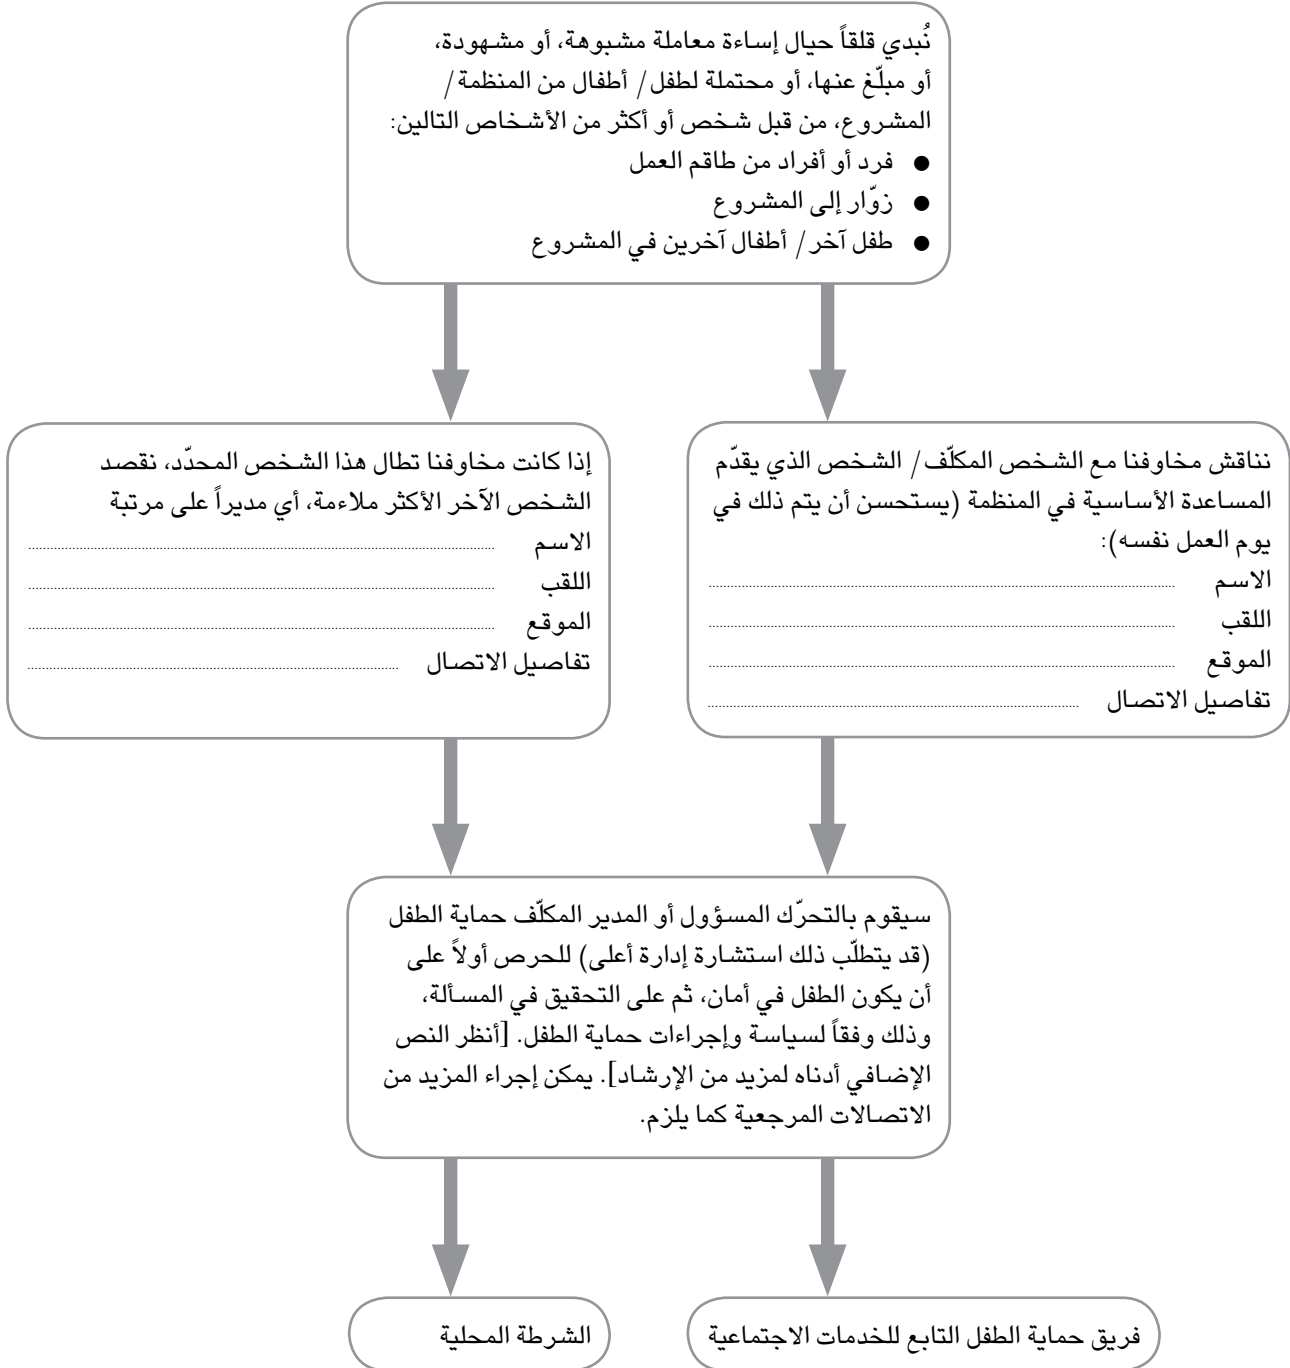 نُبدي قلقاً حيال إساءة معاملة مشبوهة، أو مشهودة،
أو مبلّغ عنها، أو محتملة لطفل/ أطفال من المنظمة/
المشروع، من قبل شخص أو أكثر من الأشخاص التالين:
● فرد أو أفراد من طاقم العمل
● زوّار إلى المشروع
● طفل آخر/ أطفال آخرين في المشروع
نناقش مخاوفنا مع الشخص المكلّف/ الشخص الذي يقدّم
المساعدة الأساسية في المنظمة (يستحسن أن يتم ذلك في
يوم العمل نفسه):
الاسم
اللقب
الموقع
تفاصيل الاتصال
إذا كانت مخاوفنا تطال هذا الشخص المحدّد، نقصد
الشخص الآخر الأكثر ملاءمة، أي مديراً على مرتبة
الاسم
اللقب
الموقع
تفاصيل الاتصال
سيقوم بالتحرّك المسؤول أو المدير المكلّف حماية الطفل
(قد يتطلّب ذلك استشارة إدارة أعلى) للحرص أولاً على
أن يكون الطفل في أمان، ثم على التحقيق في المسألة،
وذلك وفقاً لسياسة وإجراءات حماية الطفل. [أنظر النص
الإضافي أدناه لمزيد من الإرشاد]. يمكن إجراء المزيد من
الاتصالات المرجعية كما يلزم.
فريق حماية الطفل التابع للخدمات الاجتماعية
الشرطة المحلية